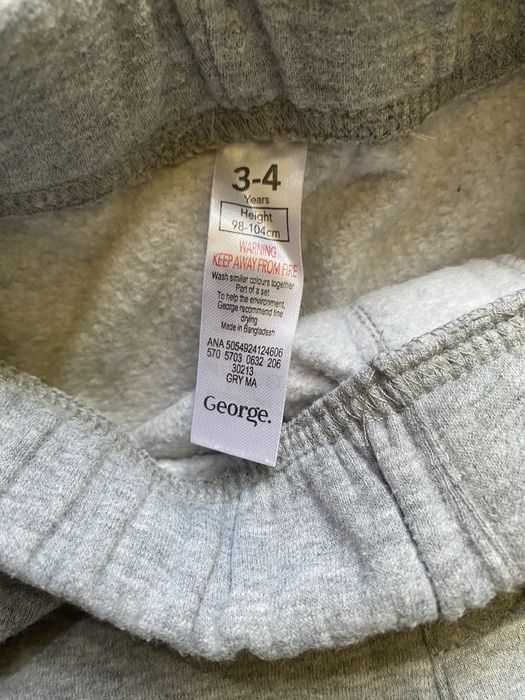 3-4
Years
Height
98-104cm
WARNING
KEEP AWAY FROM FIRE
Wash similar colours together
Part of a set
To help the environment,
George recommend line
drying
Made in Bangladesh
ANA 5054924124606
570 5703 0632 206
30213
GRY MA
George.